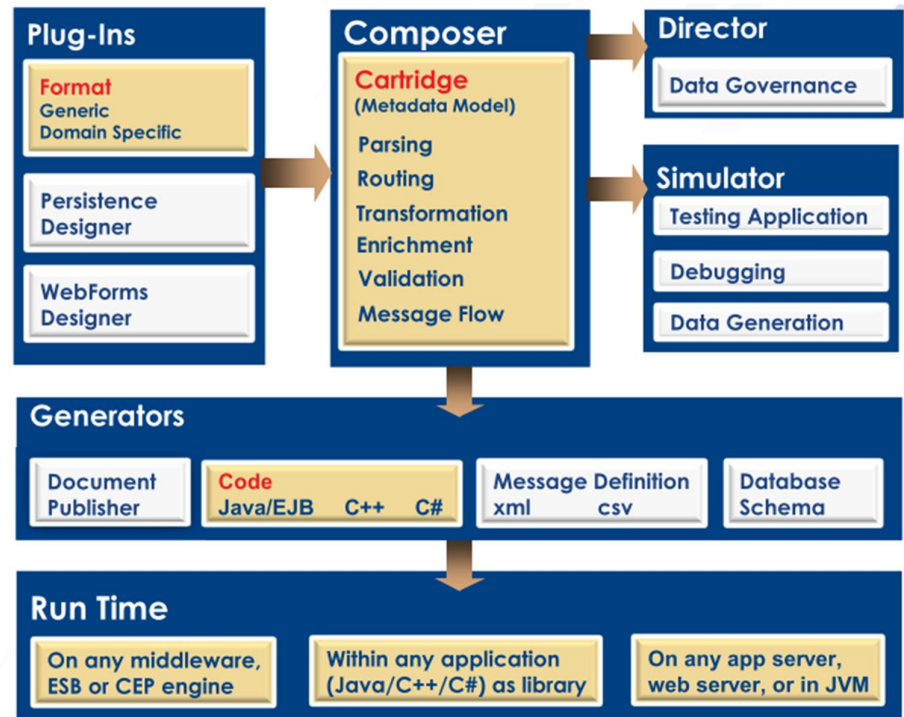 Plug-Ins
Format
Generic
Domain Specific
Persistence
Designer
WebForms
Designer
Composer
Cartridge
(Metadata Model)
Parsing
Routing
Transformation
Enrichment
Validation
Message Flow
Director
Data Governance
Simulator
Testing Application
Debugging
Data Generation
Generators
Document
Publisher
Code
Java/EJB C++ C#
Message Definition
xml csv
Database
Schema
Run Time
On any middleware,
ESB or CEP engine
Within any application
(Java/C++/C#) as library
On any app server,
web server, or in JVM